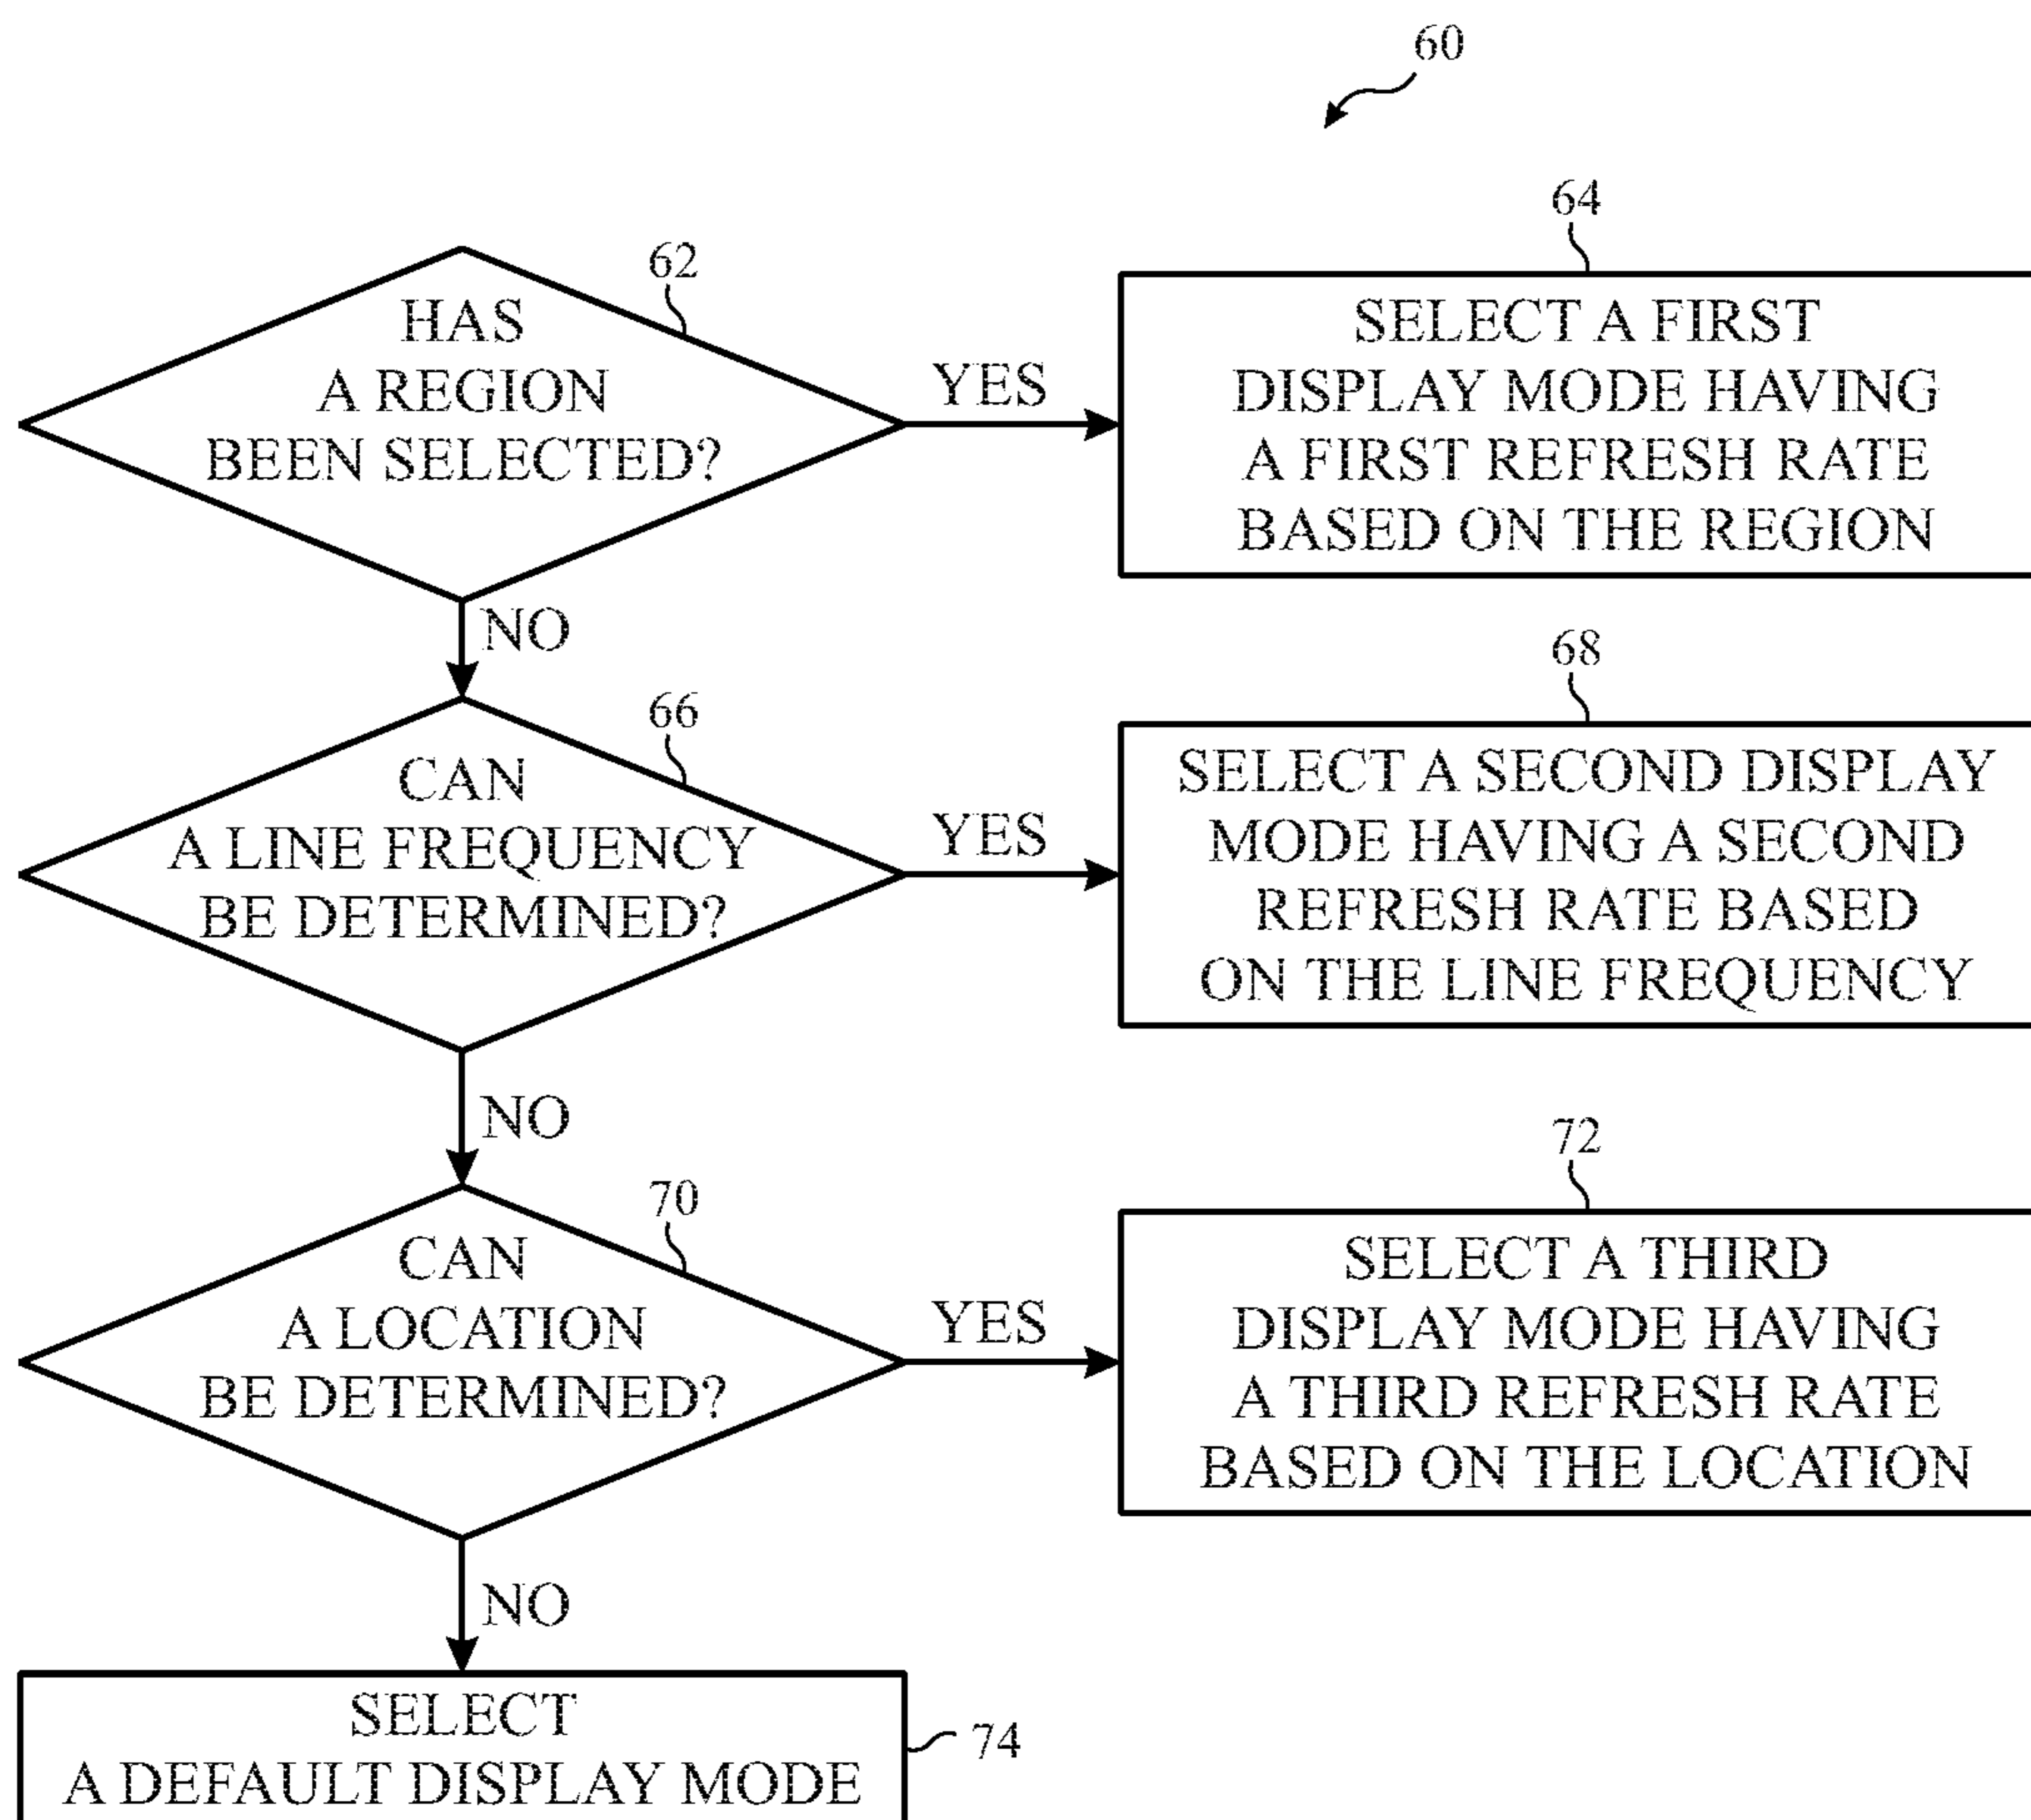 60
62
HAS
A REGION
BEEN SELECTED?
YES
64
SELECT A FIRST
DISPLAY MODE HAVING
A FIRST REFRESH RATE
BASED ON THE REGION
NO
66
CAN
A LINE FREQUENCY
BE DETERMINED?
YES
68
SELECT A SECOND DISPLAY
MODE HAVING A SECOND
REFRESH RATE BASED
ON THE LINE FREQUENCY
NO
70
CAN
A LOCATION
BE DETERMINED?
YES
72
SELECT A THIRD
DISPLAY MODE HAVING
A THIRD REFRESH RATE
BASED ON THE LOCATION
NO
SELECT
A DEFAULT DISPLAY MODE
74